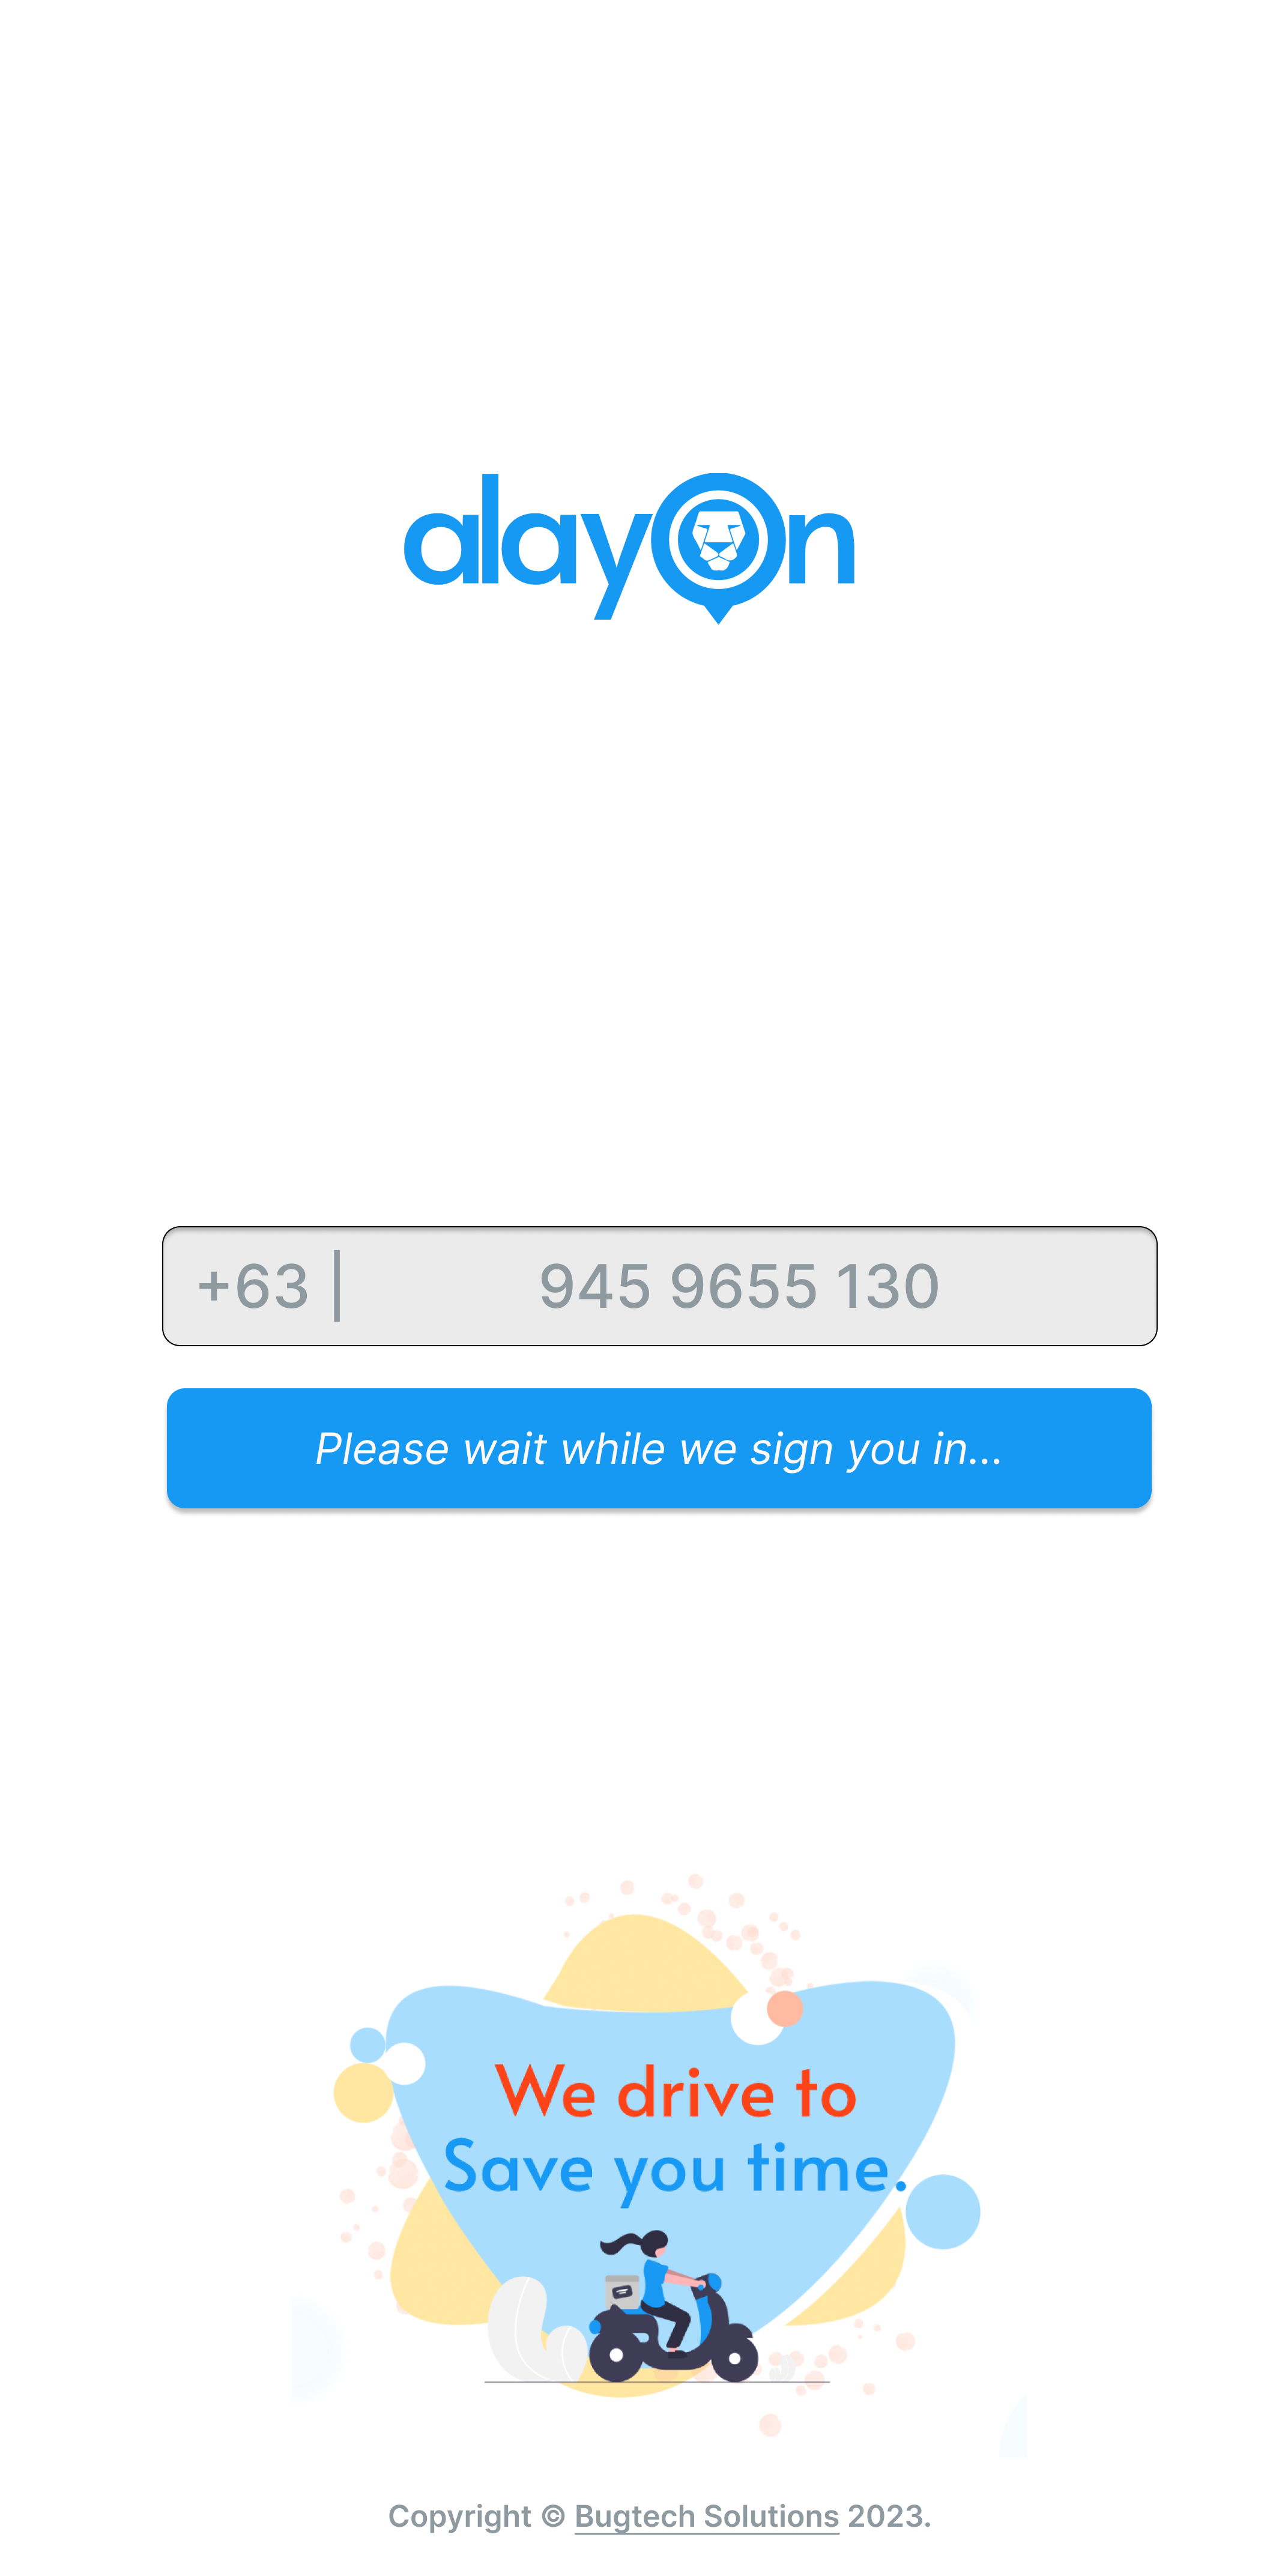 alayOn
+63 | 945 9655 130
Please wait while we sign you in...
We drive to
Save you time.
Copyright © Bugtech Solutions 2023.